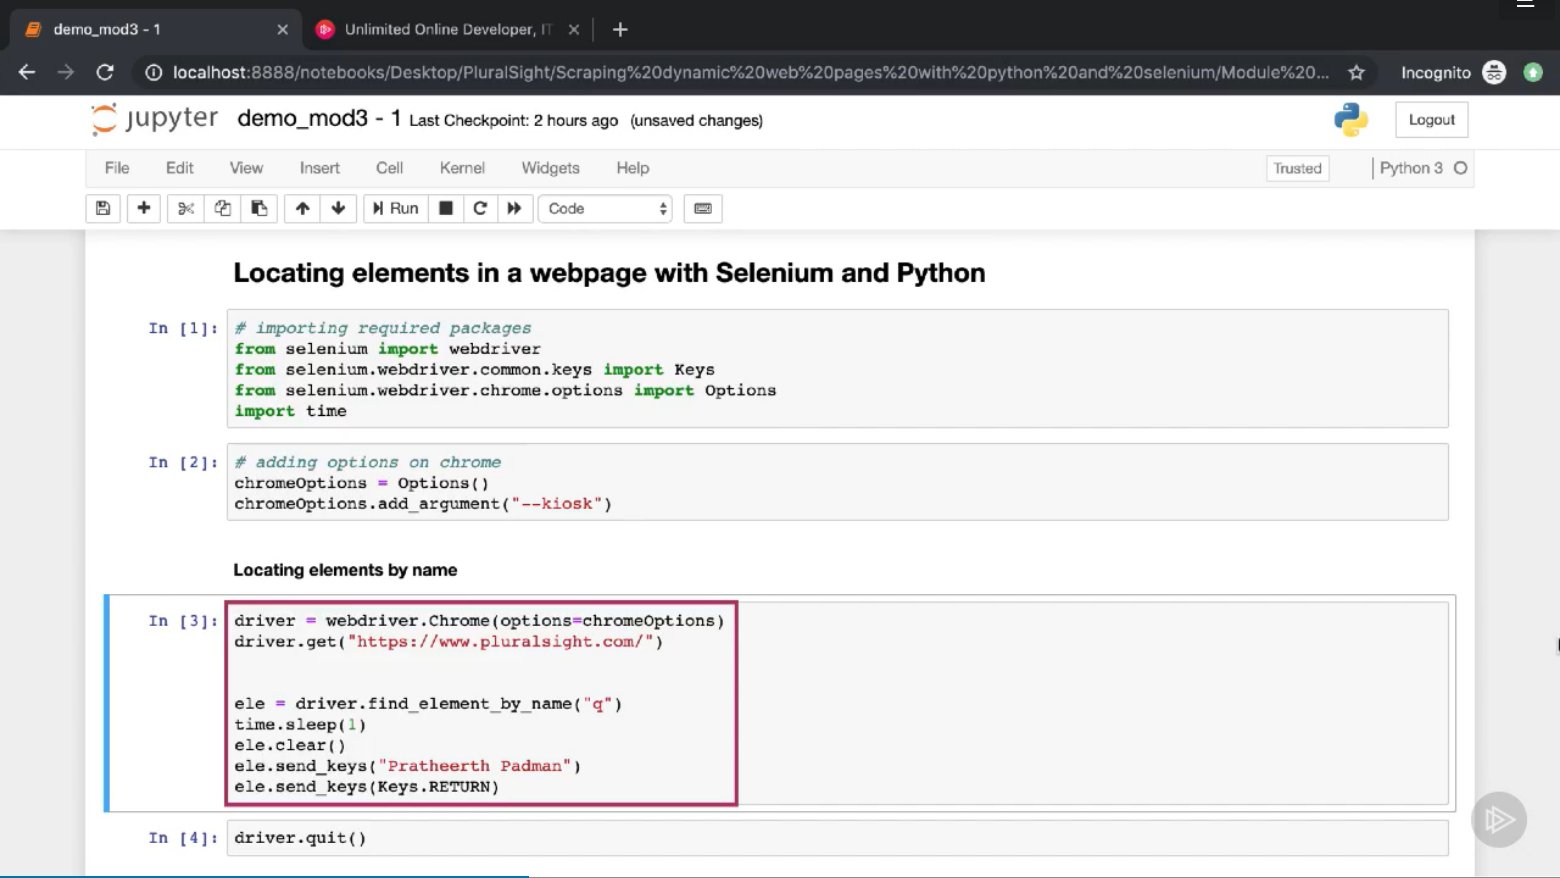 demo_mod3 - 1
Unlimited Online Developer, IT
localhost:8888/notebooks/Desktop/PluralSight/Scraping%20dynamic%20web%20pages%20with%20python%20and%20selenium/Module%20...
Incognito
jupyter demo_mod3 - 1 Last Checkpoint: 2 hours ago (unsaved changes)
Logout
File Edit View Insert Cell Kernel Widgets Help
Trusted
Python 3
Run
Code
Locating elements in a webpage with Selenium and Python
In [1]: # importing required packages
from selenium import webdriver
from selenium.webdriver.common.keys import Keys
from selenium.webdriver.chrome.options import Options
import time
In [2]: # adding options on chrome
chromeOptions = Options()
chromeOptions.add_argument("--kiosk")
Locating elements by name
In [3]: driver = webdriver.Chrome(options=chromeOptions)
driver.get("https://www.pluralsight.com/")
ele = driver.find_element_by_name("q")
time.sleep(1)
ele.clear()
ele.send_keys("Pratheerth Padman")
ele.send_keys(Keys.RETURN)
In [4]: driver.quit()